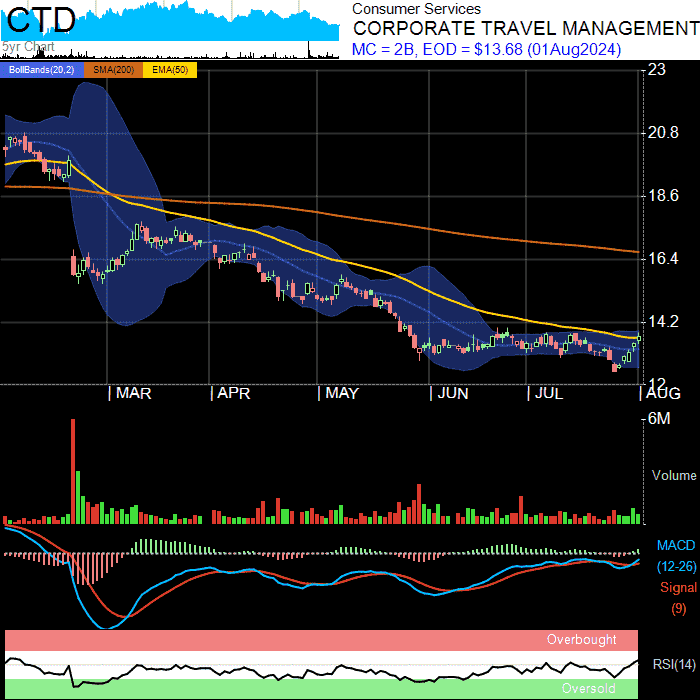 CTD
5yr Chart
Consumer Services
CORPORATE TRAVEL MANAGEMENT
MC = 2B, EOD = $13.68 (01Aug2024)
BollBands(20,2) SMA(200) EMA(50)
23
20.8
18.6
16.4
14.2
12
MAR APR MAY JUN JUL AUG
6M
Volume
MACD
(12-26)
Signal
(9)
Overbought
RSI(14)
Oversold